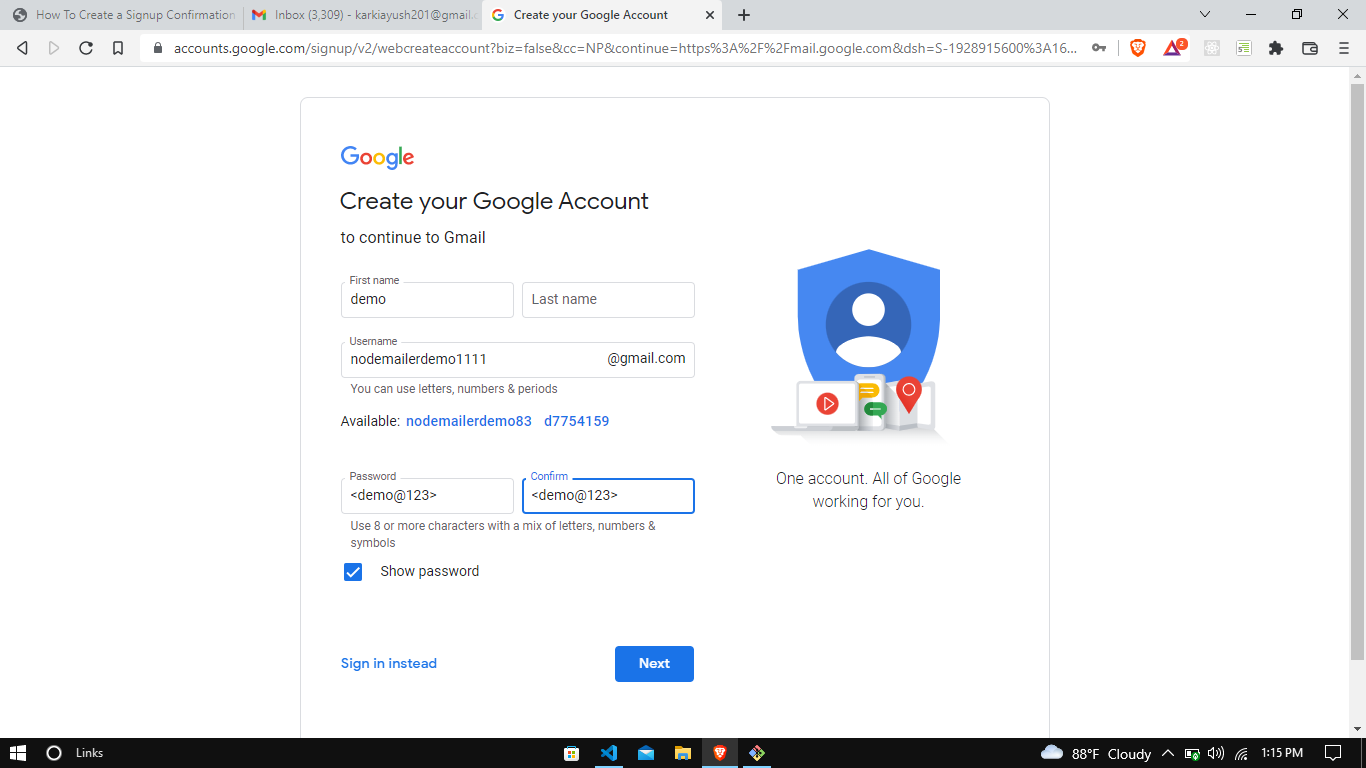 How To Create a Signup Confirmation
Inbox (3,309) - karkiayush201@gmail.c
Create your Google Account
accounts.google.com/signup/v2/webcreateaccount?biz=false&cc=NP&continue=https%3A%2F%2Fmail.google.com&dsh=S-1928915600%3A16...
2
Google
Create your Google Account
to continue to Gmail
First name
demo
Last name
Username
nodemailerdemo1111
@gmail.com
You can use letters, numbers & periods
Available: nodemailerdemo83 d7754159
Password
<demo@123>
Confirm
<demo@123>
Use 8 or more characters with a mix of letters, numbers &
symbols
Show password
One account. All of Google
working for you.
Sign in instead
Next
Links
88°F Cloudy
1:15 PM